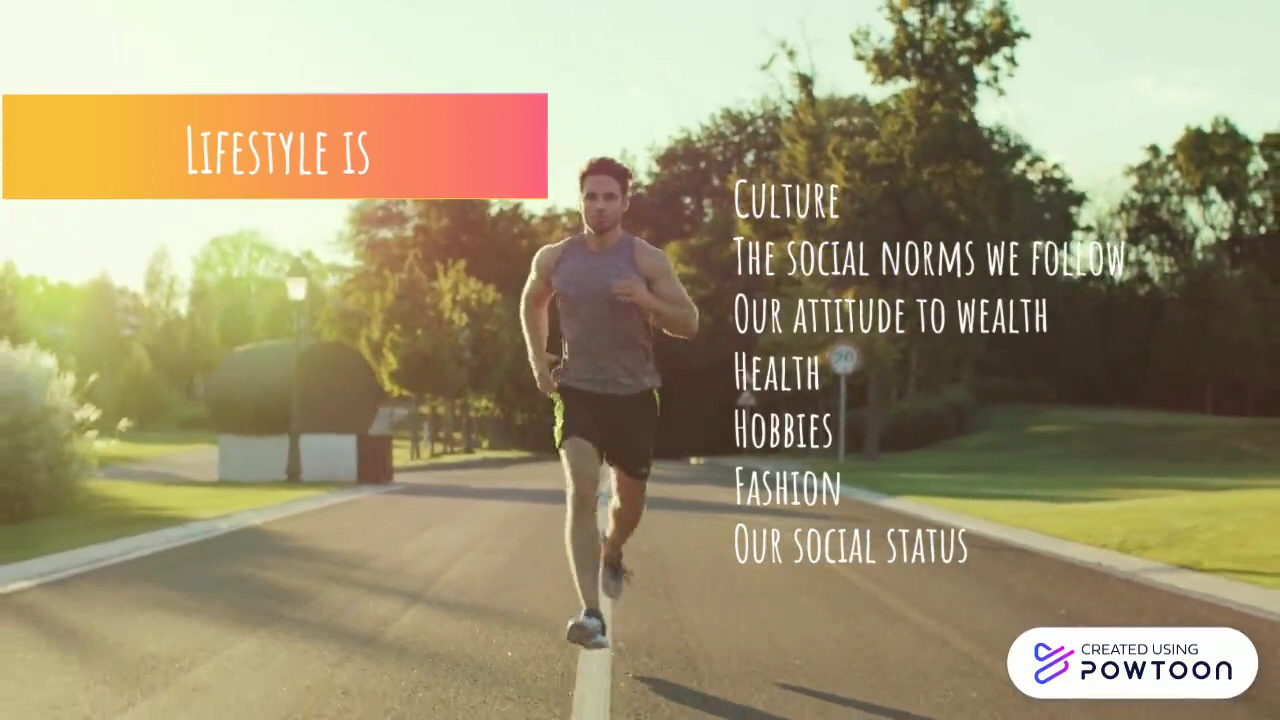 Lifestyle is
Culture
The social norms we follow
Our attitude to wealth
Health
Hobbies
Fashion
Our social status
20
CREATED USING
POWTOON